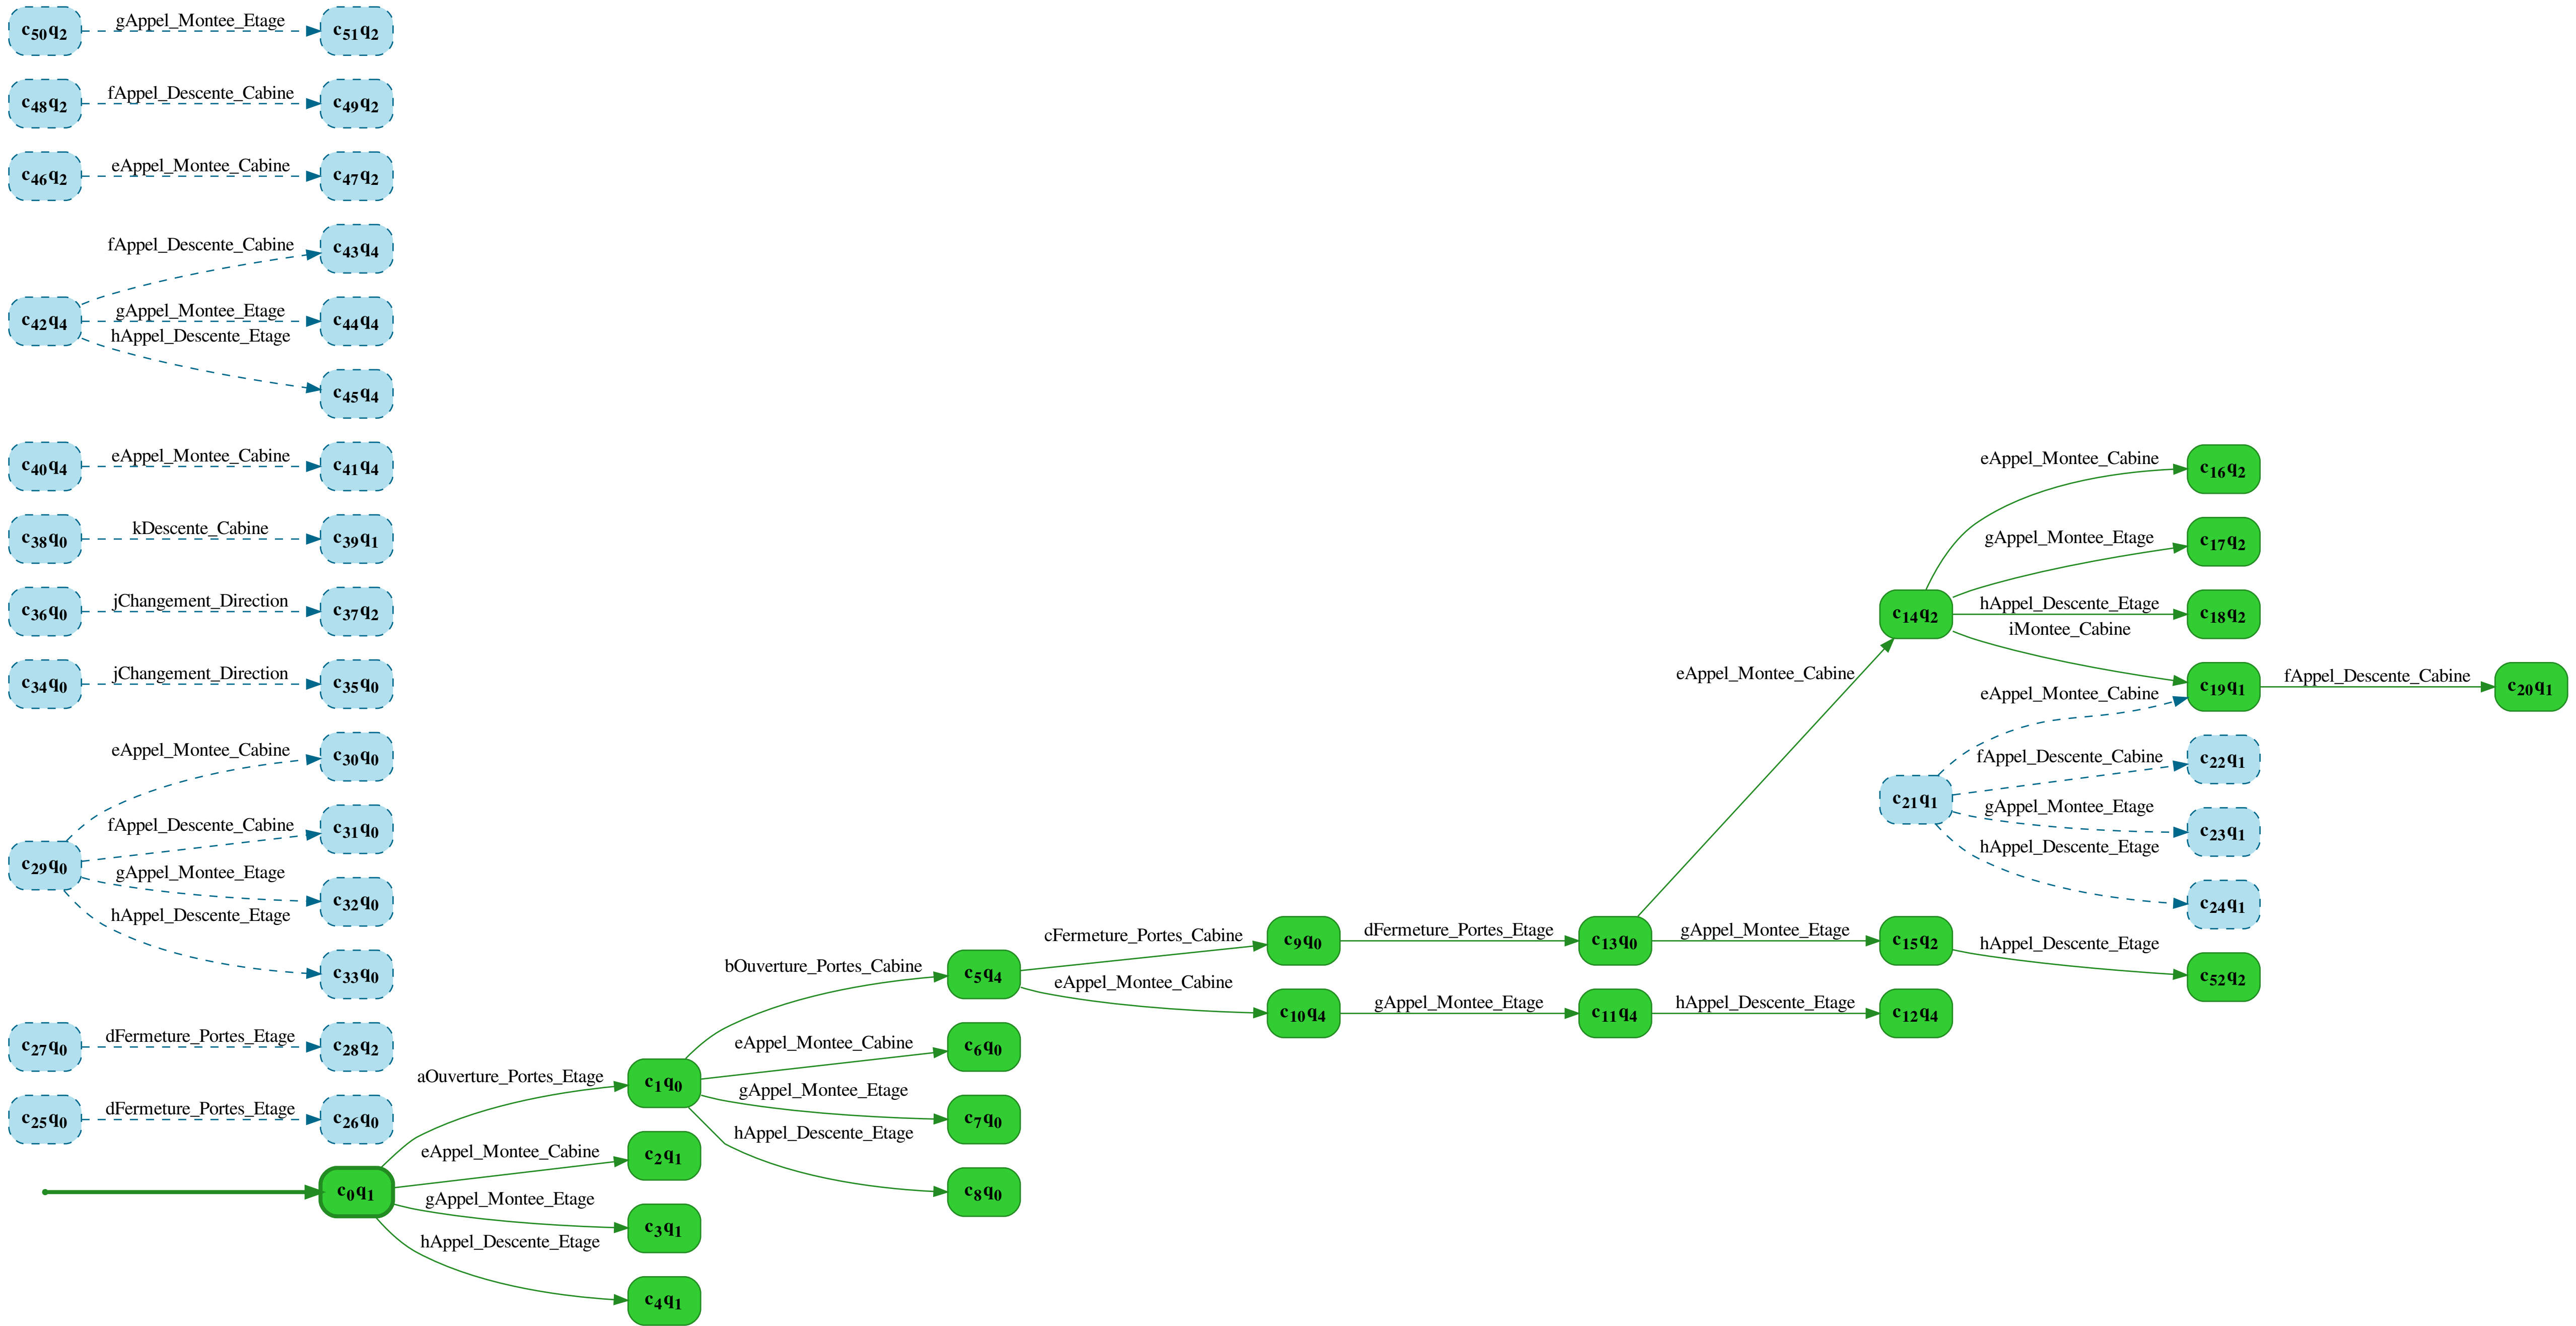 c50q2 gAppel_Montee_Etage c51q2
c48q2 fAppel_Descente_Cabine c49q2
c46q2 eAppel_Montee_Cabine c47q2
fAppel_Descente_Cabine c43q4
c42q4 gAppel_Montee_Etage c44q4
hAppel_Descente_Etage
c45q4
c40q4 eAppel_Montee_Cabine c41q4
c38q0 kDescente_Cabine c39q1
c36q0 jChangement_Direction c37q2
c34q0 jChangement_Direction c35q0
eAppel_Montee_Cabine c30q0
fAppel_Descente_Cabine c31q0
c29q0
gAppel_Montee_Etage c32q0
hAppel_Descente_Etage
c33q0
c27q0 dFermeture_Portes_Etage c28q2
c25q0 dFermeture_Portes_Etage c26q0
c0q1
aOuverture_Portes_Etage c1q0
eAppel_Montee_Cabine c2q1
gAppel_Montee_Etage c3q1
hAppel_Descente_Etage c4q1
bOuverture_Portes_Cabine c5q4
eAppel_Montee_Cabine c6q0
gAppel_Montee_Etage c7q0
hAppel_Descente_Etage c8q0
cFermeture_Portes_Cabine c9q0
eAppel_Montee_Cabine c10q4
dFermeture_Portes_Etage c13q0
gAppel_Montee_Etage c11q4
eAppel_Montee_Cabine c14q2
gAppel_Montee_Etage c15q2
hAppel_Descente_Etage c12q4
eAppel_Montee_Cabine c16q2
gAppel_Montee_Etage c17q2
hAppel_Descente_Etage c18q2
iMontee_Cabine c19q1
fAppel_Descente_Cabine c20q1
c21q1
eAppel_Montee_Cabine
fAppel_Descente_Cabine c22q1
gAppel_Montee_Etage c23q1
hAppel_Descente_Etage c24q1
hAppel_Descente_Etage c52q2